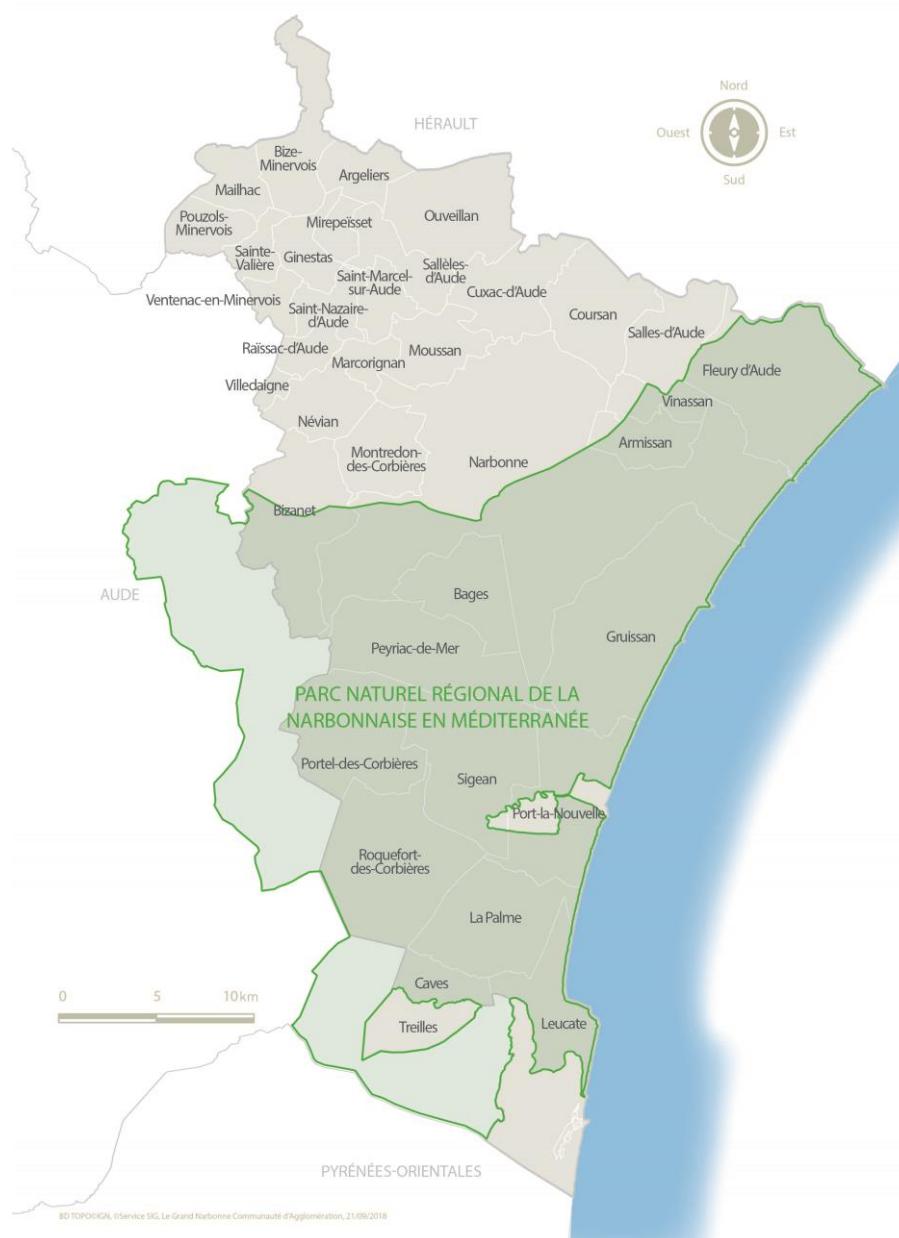 Nord
HÉRAULT
Ouest
Est
Sud
Bize-
Minervois
Argeliers
Mailhac
Pouzols-
Minervois
Mirepeïsset
Ouveillan
Sainte-
Valière
Ginestas
Saint-Marcel-
sur-Aude
Sallèles-
d'Aude
Cuxac-d'Aude
Ventenac-en-Minervois
Saint-Nazaire-
d'Aude
Coursan
Salles-d'Aude
Raïssac-d'Aude
Marcorignan
Moussan
Fleury d'Aude
Villedaigne
Vinassan
Névian
Armissan
Montredon-
des-Corbières
Narbonne
Bizanet
AUDE
Bages
Gruissan
Peyriac-de-Mer
PARC NATUREL RÉGIONAL DE LA
NARBONNAISE EN MÉDITERRANÉE
Portel-des-Corbières
Sigean
Port-la-Nouvelle
Roquefort-
des-Corbières
La Palme
Caves
0 5 10 km
Treilles
Leucate
PYRÉNÉES-ORIENTALES
BD TOPO©IGN, ©Service SIG, Le Grand Narbonne Communauté d'Agglomération, 21/09/2018